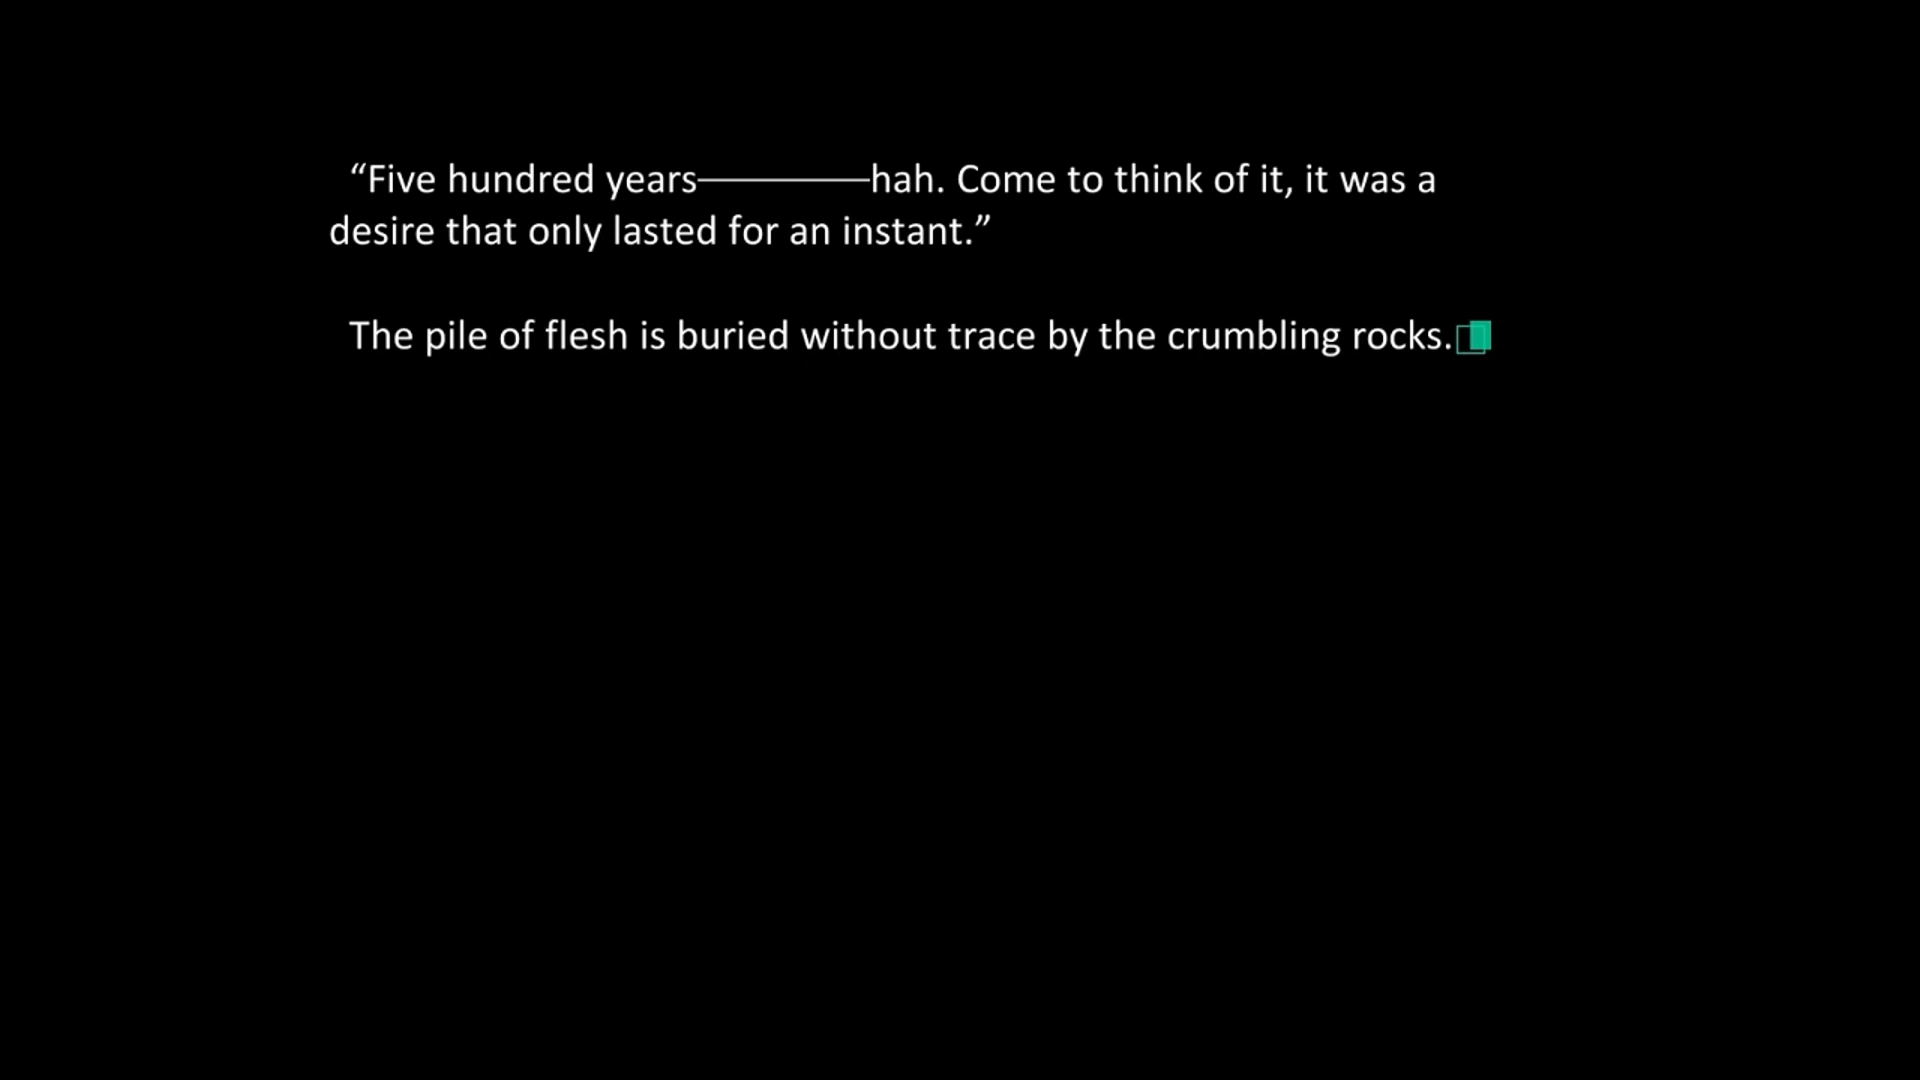 “Five hundred years————hah. Come to think of it, it was a
desire that only lasted for an instant.”
The pile of flesh is buried without trace by the crumbling rocks.